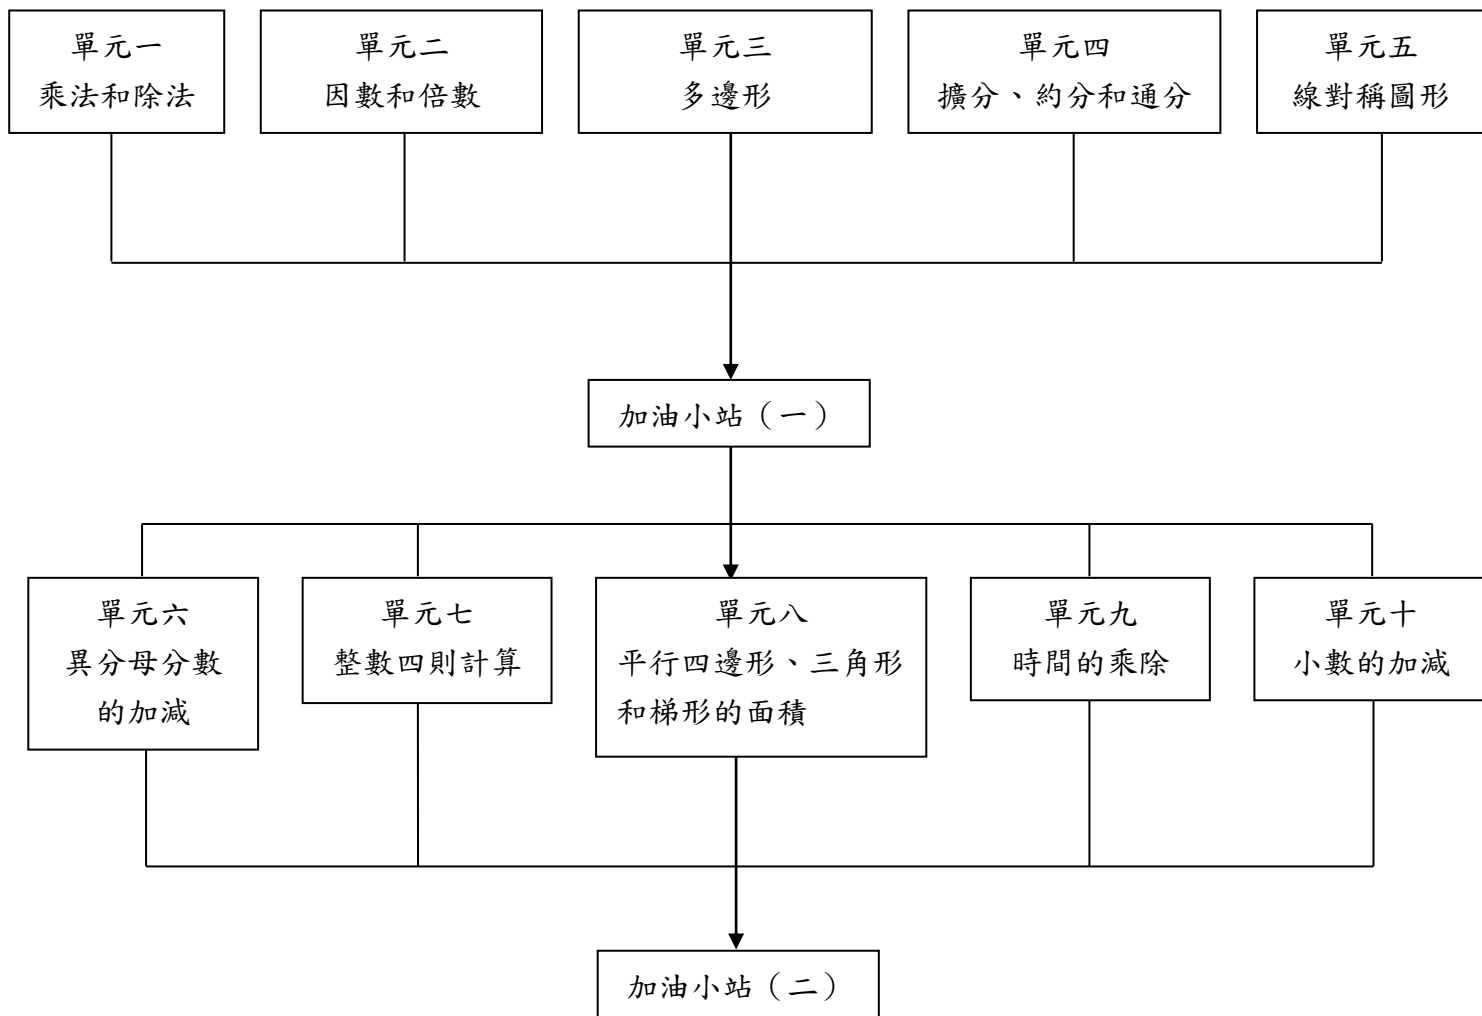 單元一
乘法和除法
單元二
因數和倍數
單元三
多邊形
單元四
擴分、約分和通分
單元五
線對稱圖形
加油小站（一）
單元六
異分母分數
的加減
單元七
整數四則計算
單元八
平行四邊形、三角形
和梯形的面積
單元九
時間的乘除
單元十
小數的加減
加油小站（二）